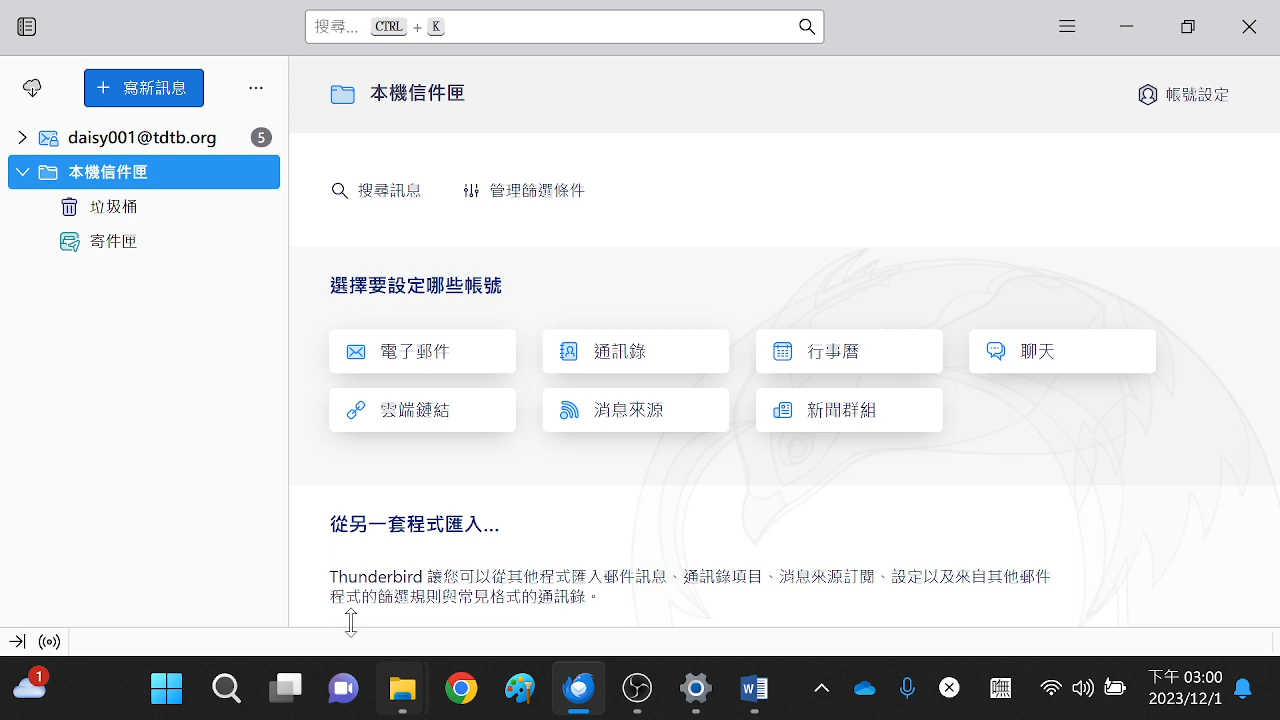 搜尋... CTRL + K
寫新訊息 ...
daisy001@tdtb.org 5
本機信件匣
垃圾桶
寄件匣
本機信件匣
帳號設定
搜尋訊息 管理篩選條件
選擇要設定哪些帳號
電子郵件 通訊錄 行事曆 聊天
雲端鏈結 消息來源 新聞群組
從另一套程式匯入...
Thunderbird 讓您可以從其他程式匯入郵件訊息、通訊錄項目、消息來源訂閱、設定以及來自其他郵件
程式的篩選規則與常見格式的通訊錄。
1
W
下午 03:00
2023/12/1